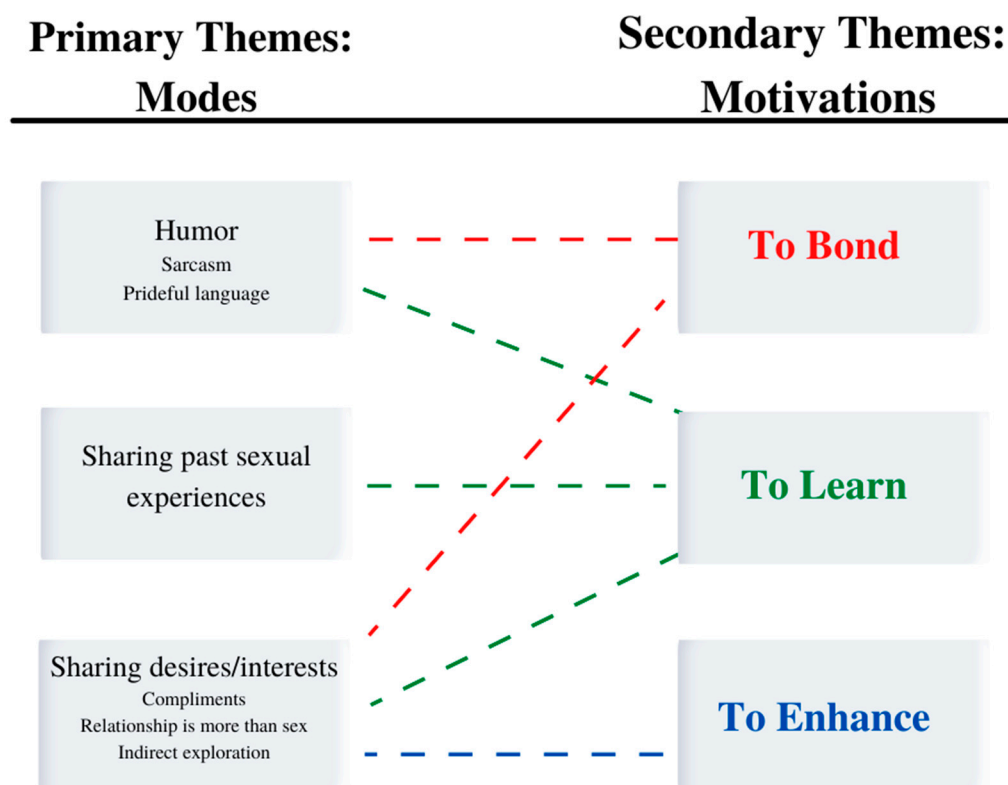 Primary Themes:
Modes
Secondary Themes:
Motivations
Humor
Sarcasm
Prideful language
To Bond
Sharing past sexual
experiences
To Learn
Sharing desires/interests
Compliments
Relationship is more than sex
Indirect exploration
To Enhance